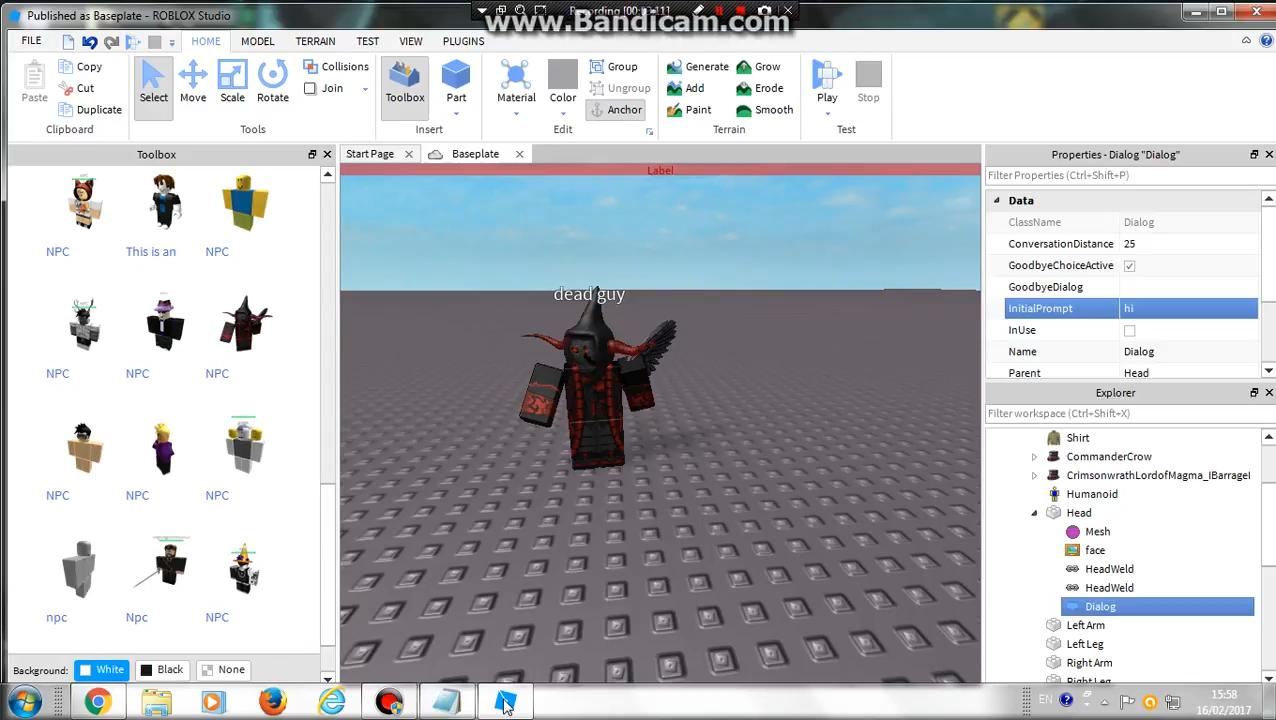 Published as Baseplate - ROBLOX Studio
www.Bandicam.com
FILE
HOME
MODEL
TERRAIN
TEST
VIEW
PLUGINS
Paste
Copy
Cut
Duplicate
Clipboard
Select
Move
Scale
Rotate
Collisions
Join
Tools
Toolbox
Part
Insert
Material
Color
Group
Ungroup
Anchor
Edit
Generate
Grow
Add
Erode
Paint
Smooth
Terrain
Play
Stop
Test
Toolbox
NPC
This is an
NPC
NPC
NPC
NPC
NPC
NPC
NPC
npc
Npc
NPC
Background:
White
Black
None
Start Page
Baseplate
Label
dead guy
Properties - Dialog "Dialog"
Filter Properties (Ctrl+Shift+P)
Data
ClassName Dialog
ConversationDistance 25
GoodbyeChoiceActive
GoodbyeDialog
InitialPrompt hi
InUse
Name Dialog
Parent Head
Explorer
Filter workspace (Ctrl+Shift+X)
Shirt
CommanderCrow
CrimsonwrathLordofMagma_IBarrageI
Humanoid
Head
Mesh
face
HeadWeld
HeadWeld
Dialog
Left Arm
Left Leg
Right Arm
Right Leg
EN
15:58
16/02/2017